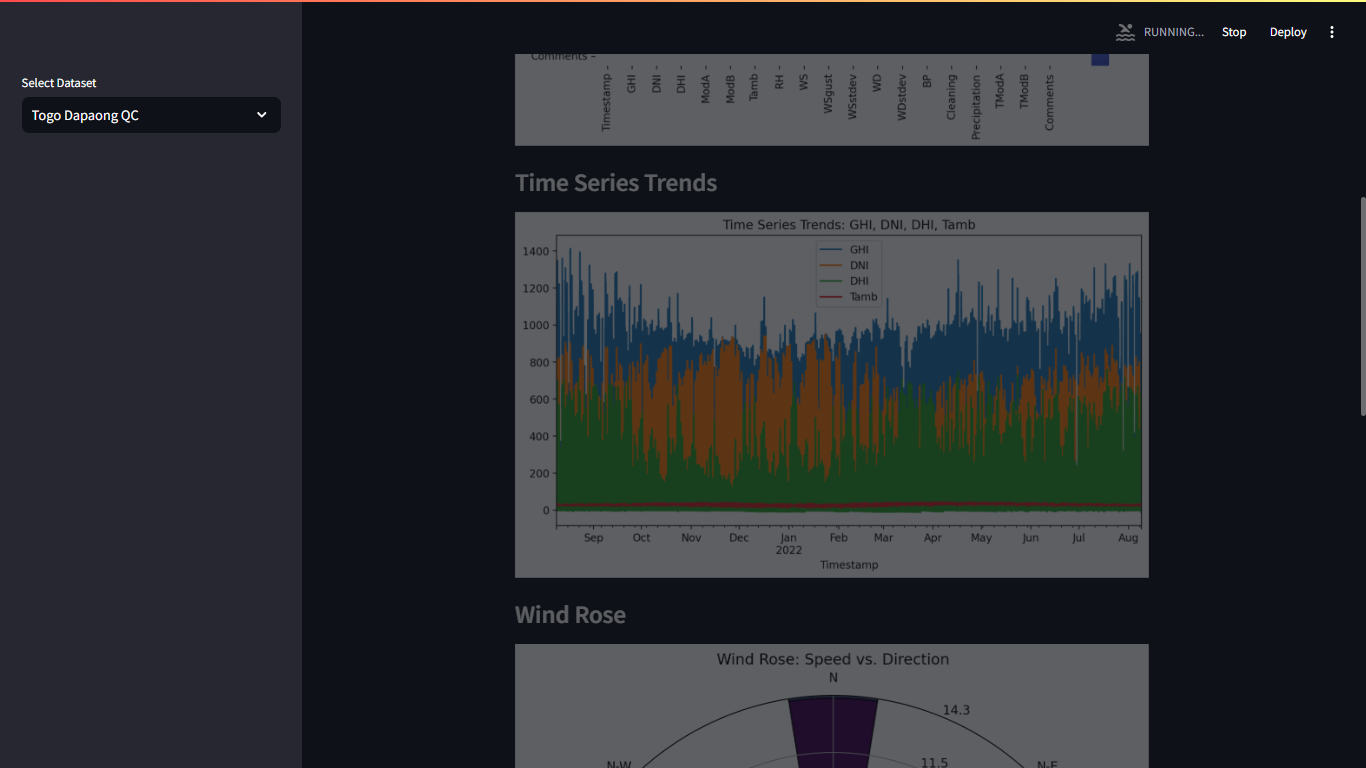 RUNNING... Stop Deploy
Select Dataset
Togo Dapaong QC
Comments
Timestamp GHI DNI DHI ModA ModB Tamb RH WS WSgust WSstdev WD WDstdev BP Cleaning Precipitation TModA TModB Comments
Time Series Trends
Time Series Trends: GHI, DNI, DHI, Tamb
GHI
DNI
DHI
Tamb
1400
1200
1000
800
600
400
200
0
Sep Oct Nov Dec Jan Feb Mar Apr May Jun Jul Aug
2022
Timestamp
Wind Rose
Wind Rose: Speed vs. Direction
N
14.3
11.5
N-W N-E